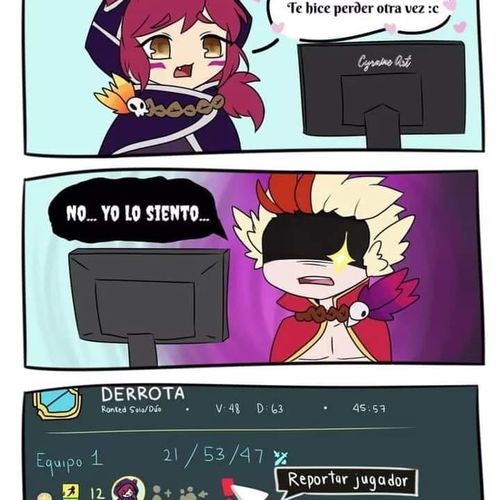 Te hice perder otra vez :c
Cyraine Art
NO... YO LO SIENTO...
DERROTA
Ranked Solo/Dúo • V: 48 D: 63 • 45:57
Equipo 1 21 / 53 / 47
Reportar jugador
12